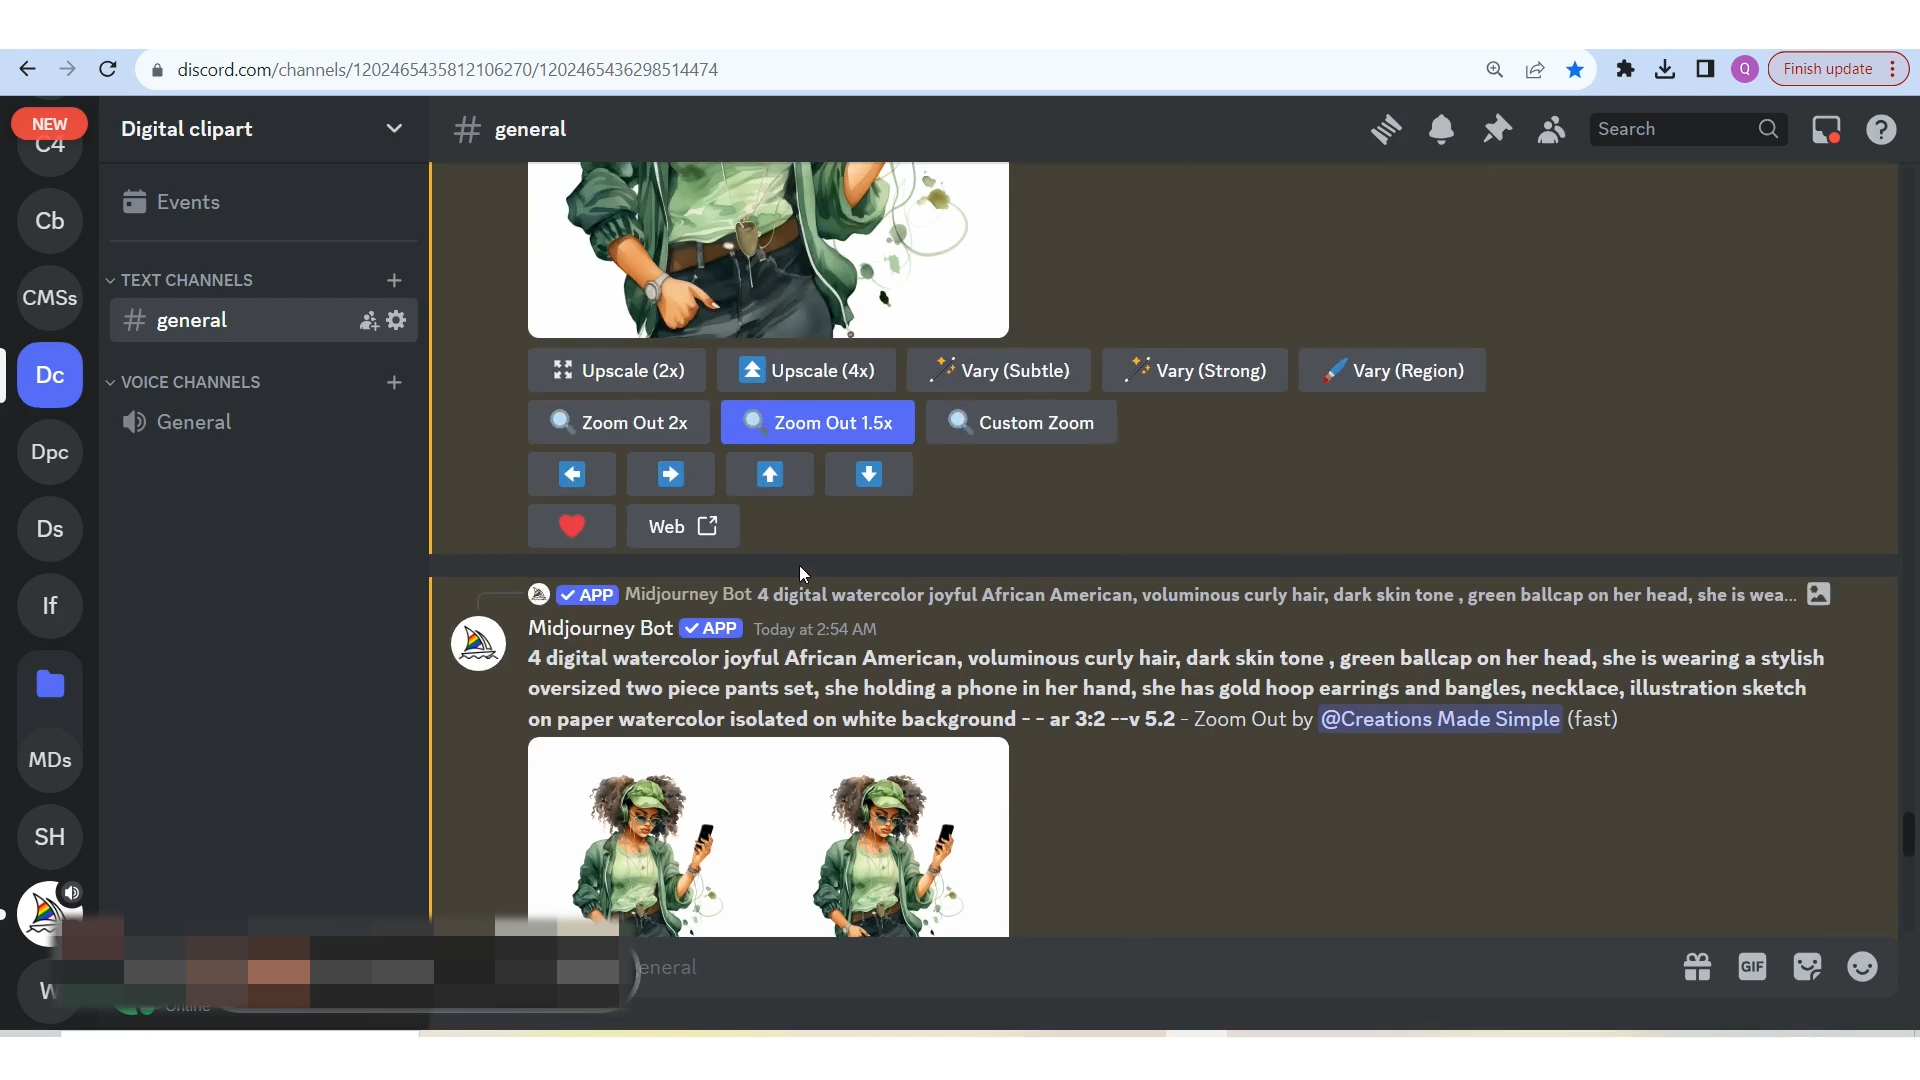 discord.com/channels/1202465435812106270/1202465436298514474
Q
Finish update
NEW
C4
Digital clipart
general
Search
Events
Cb
TEXT CHANNELS
CMSs
general
VOICE CHANNELS
Dc
General
Dpc
Ds
If
MDs
SH
W
Online
Upscale (2x) Upscale (4x) Vary (Subtle) Vary (Strong) Vary (Region)
Zoom Out 2x Zoom Out 1.5x Custom Zoom
Web
APP Midjourney Bot 4 digital watercolor joyful African American, voluminous curly hair, dark skin tone , green ballcap on her head, she is wea...
Midjourney Bot APP Today at 2:54 AM
4 digital watercolor joyful African American, voluminous curly hair, dark skin tone , green ballcap on her head, she is wearing a stylish
oversized two piece pants set, she holding a phone in her hand, she has gold hoop earrings and bangles, necklace, illustration sketch
on paper watercolor isolated on white background - - ar 3:2 --v 5.2 - Zoom Out by @Creations Made Simple (fast)
eneral
GIF